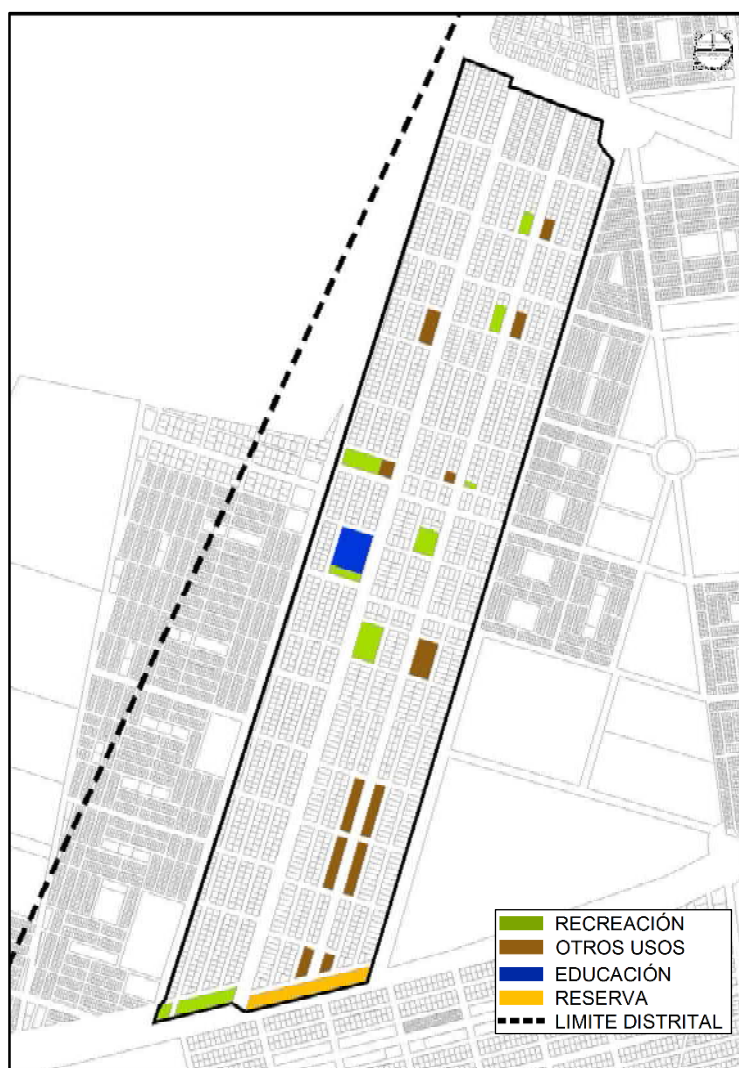 RECREACIÓN
OTROS USOS
EDUCACIÓN
RESERVA
LIMITE DISTRITAL